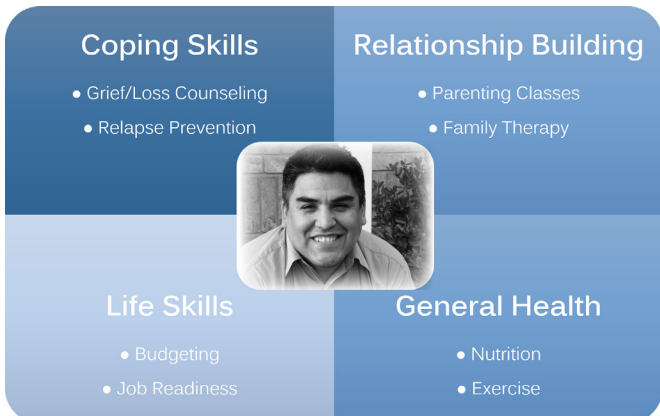 Coping Skills
● Grief/Loss Counseling
● Relapse Prevention
Relationship Building
● Parenting Classes
● Family Therapy
Life Skills
● Budgeting
● Job Readiness
General Health
● Nutrition
● Exercise